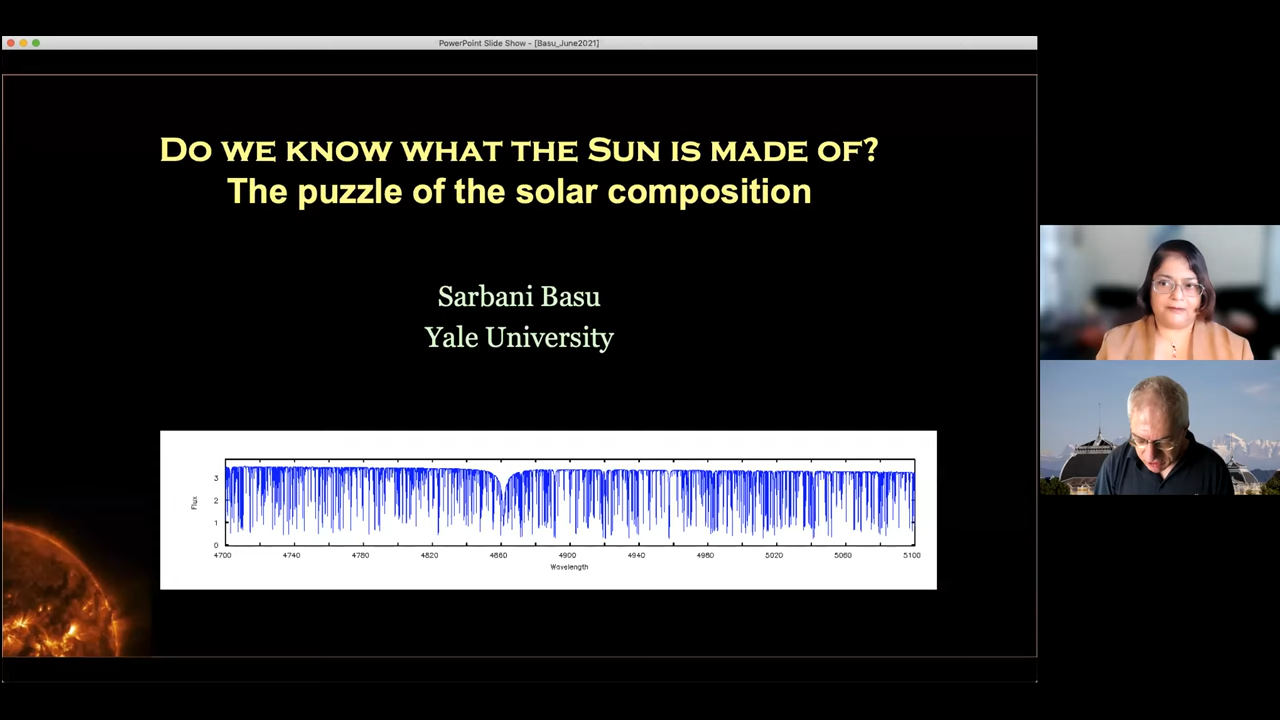 PowerPoint Slide Show - [Basu_June2021]
DO WE KNOW WHAT THE SUN IS MADE OF?
The puzzle of the solar composition
Sarbani Basu
Yale University
Flux
3
2
1
0
4700 4740 4780 4820 4860 4900 4940 4980 5020 5060 5100
Wavelength